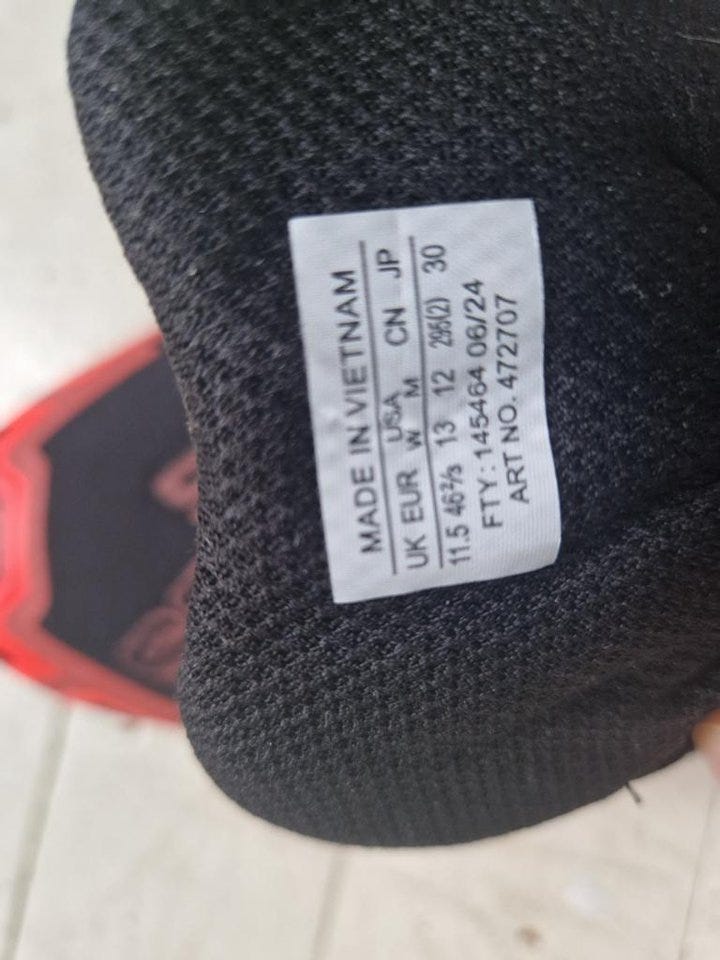 MADE IN VIETNAM
UK EUR USA CN JP
W M
11.5 46⅔ 13 12 295(2) 30
FTY: 145464 06/24
ART NO. 472707